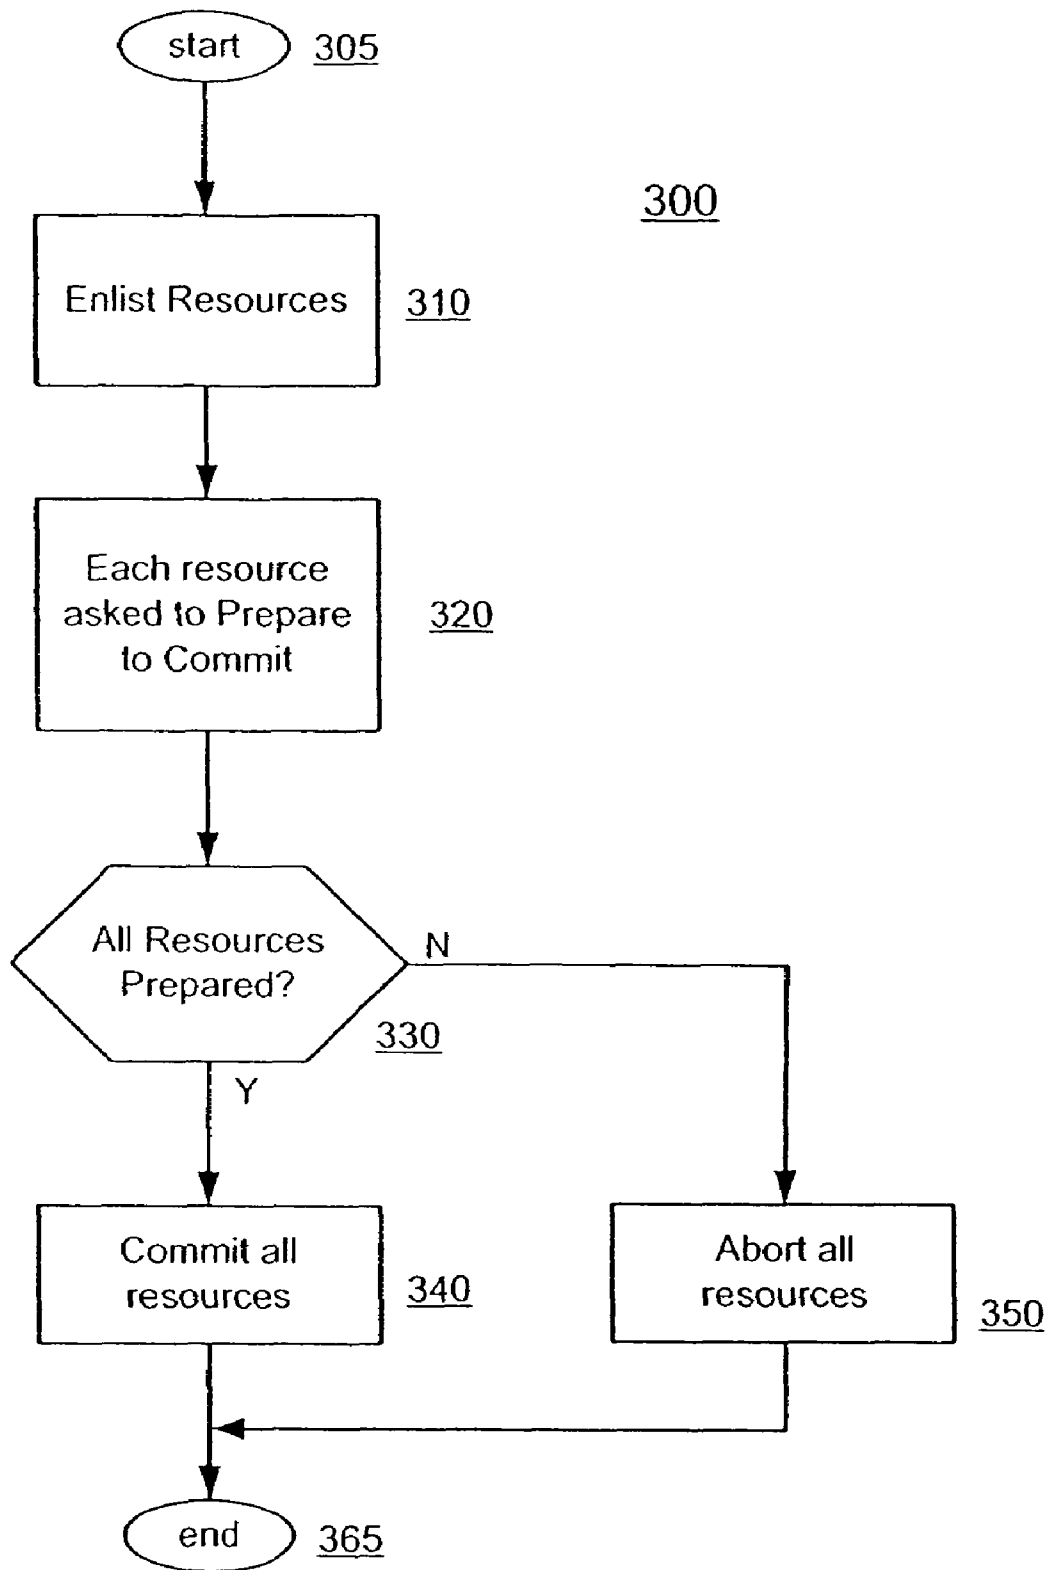 start 305
300
Enlist Resources 310
Each resource
asked to Prepare 320
to Commit
All Resources
Prepared?
N
330
Y
Commit all
resources
340
Abort all
resources
350
end 365